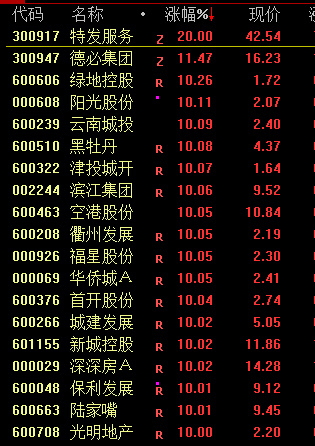 代码 名称 · 涨幅%↓ 现价
300917 特发服务 Z 20.00 42.54
300947 德必集团 Z 11.47 16.23
600606 绿地控股 R 10.26 1.72
000608 阳光股份 10.11 2.07
600239 云南城投 10.09 2.40
600510 黑牡丹 R 10.08 4.37
600322 津投城开 R 10.07 1.64
002244 滨江集团 R 10.06 9.52
600463 空港股份 10.05 10.84
600208 衢州发展 R 10.05 2.19
000926 福星股份 R 10.05 2.30
000069 华侨城A R 10.05 2.41
600376 首开股份 R 10.04 2.74
600266 城建发展 R 10.02 5.05
601155 新城控股 R 10.02 11.86
000029 深深房A R 10.02 14.28
600048 保利发展 R 10.01 9.12
600663 陆家嘴 R 10.01 9.45
600708 光明地产 R 10.00 2.20